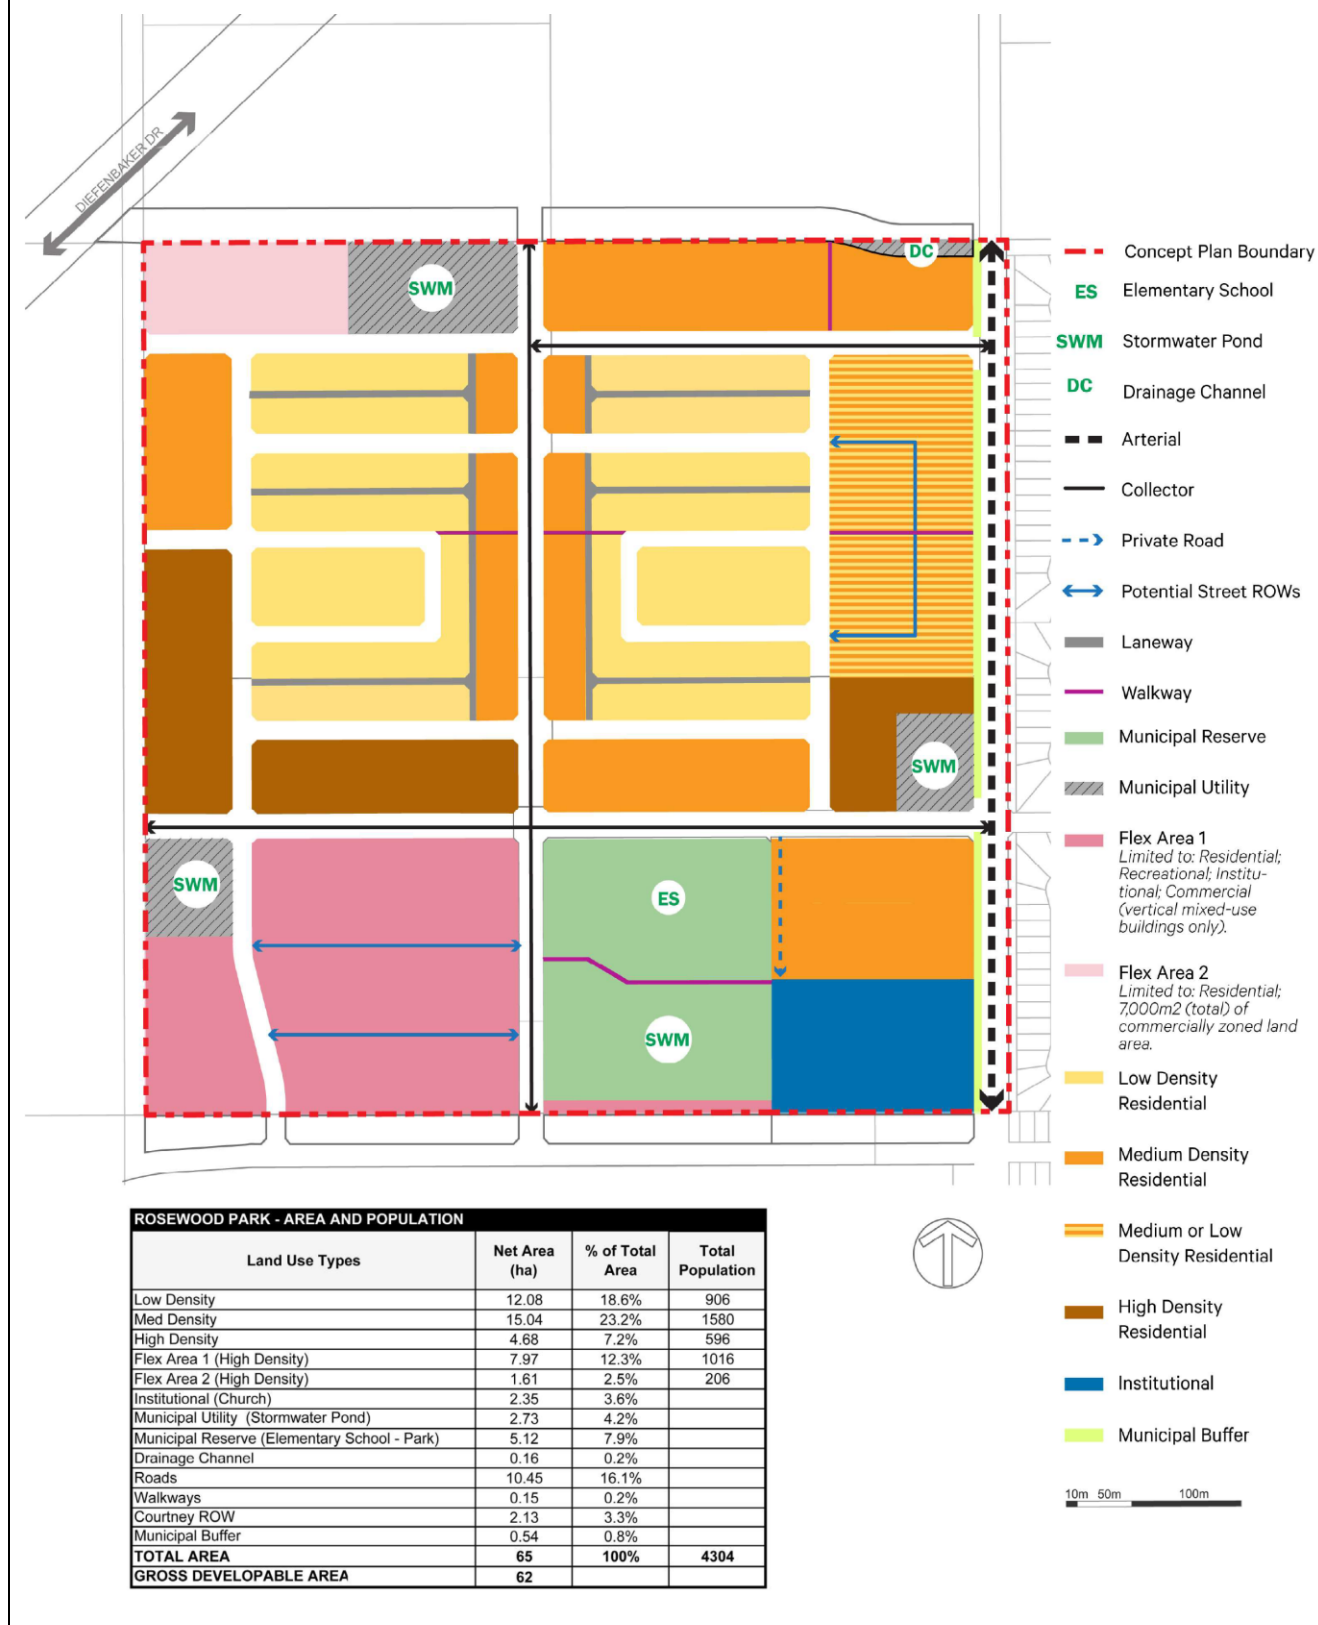 DIEFENBAKER DR
DC
SWM
SWM
SWM
ES
SWM
Concept Plan Boundary
ES Elementary School
SWM Stormwater Pond
DC Drainage Channel
Arterial
Collector
Private Road
Potential Street ROWs
Laneway
Walkway
Municipal Reserve
Municipal Utility
Flex Area 1
Limited to: Residential;
Recreational; Institu-
tional; Commercial
(vertical mixed-use
buildings only).
Flex Area 2
Limited to: Residential;
7,000m2 (total) of
commercially zoned land
area.
Low Density
Residential
Medium Density
Residential
Medium or Low
Density Residential
High Density
Residential
Institutional
Municipal Buffer
10m 50m 100m
ROSEWOOD PARK - AREA AND POPULATION
Land Use Types Net Area (ha) % of Total Area Total Population
Low Density 12.08 18.6% 906
Med Density 15.04 23.2% 1580
High Density 4.68 7.2% 596
Flex Area 1 (High Density) 7.97 12.3% 1016
Flex Area 2 (High Density) 1.61 2.5% 206
Institutional (Church) 2.35 3.6%
Municipal Utility (Stormwater Pond) 2.73 4.2%
Municipal Reserve (Elementary School - Park) 5.12 7.9%
Drainage Channel 0.16 0.2%
Roads 10.45 16.1%
Walkways 0.15 0.2%
Courtney ROW 2.13 3.3%
Municipal Buffer 0.54 0.8%
TOTAL AREA 65 100% 4304
GROSS DEVELOPABLE AREA 62